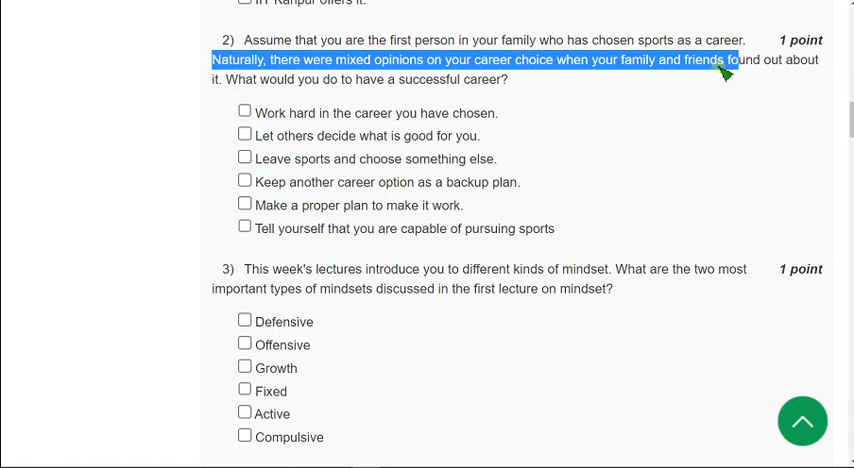 IIT Kanpur offers it.
2) Assume that you are the first person in your family who has chosen sports as a career. 1 point
Naturally, there were mixed opinions on your career choice when your family and friends found out about
it. What would you do to have a successful career?
Work hard in the career you have chosen.
Let others decide what is good for you.
Leave sports and choose something else.
Keep another career option as a backup plan.
Make a proper plan to make it work.
Tell yourself that you are capable of pursuing sports
3) This week's lectures introduce you to different kinds of mindset. What are the two most 1 point
important types of mindsets discussed in the first lecture on mindset?
Defensive
Offensive
Growth
Fixed
Active
Compulsive